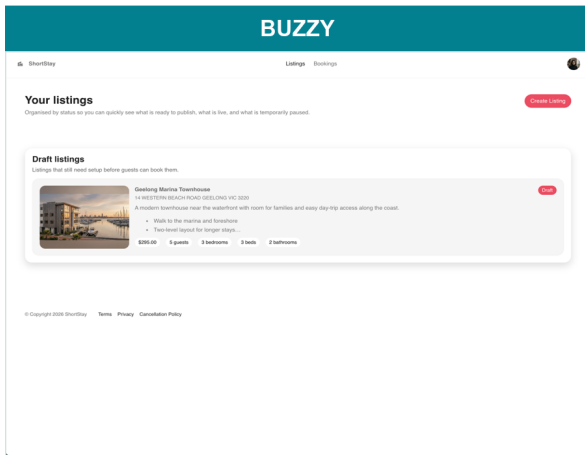 BUZZY
ShortStay
Listings Bookings
Your listings
Create Listing
Organised by status so you can quickly see what is ready to publish, what is live, and what is temporarily paused.
Draft listings
Listings that still need setup before guests can book them.
Geelong Marina Townhouse
Draft
14 WESTERN BEACH ROAD GEELONG VIC 3220
A modern townhouse near the waterfront with room for families and easy day-trip access along the coast.
• Walk to the marina and foreshore
• Two-level layout for longer stays...
$295.00 5 guests 3 bedrooms 3 beds 2 bathrooms
© Copyright 2026 ShortStay Terms Privacy Cancellation Policy